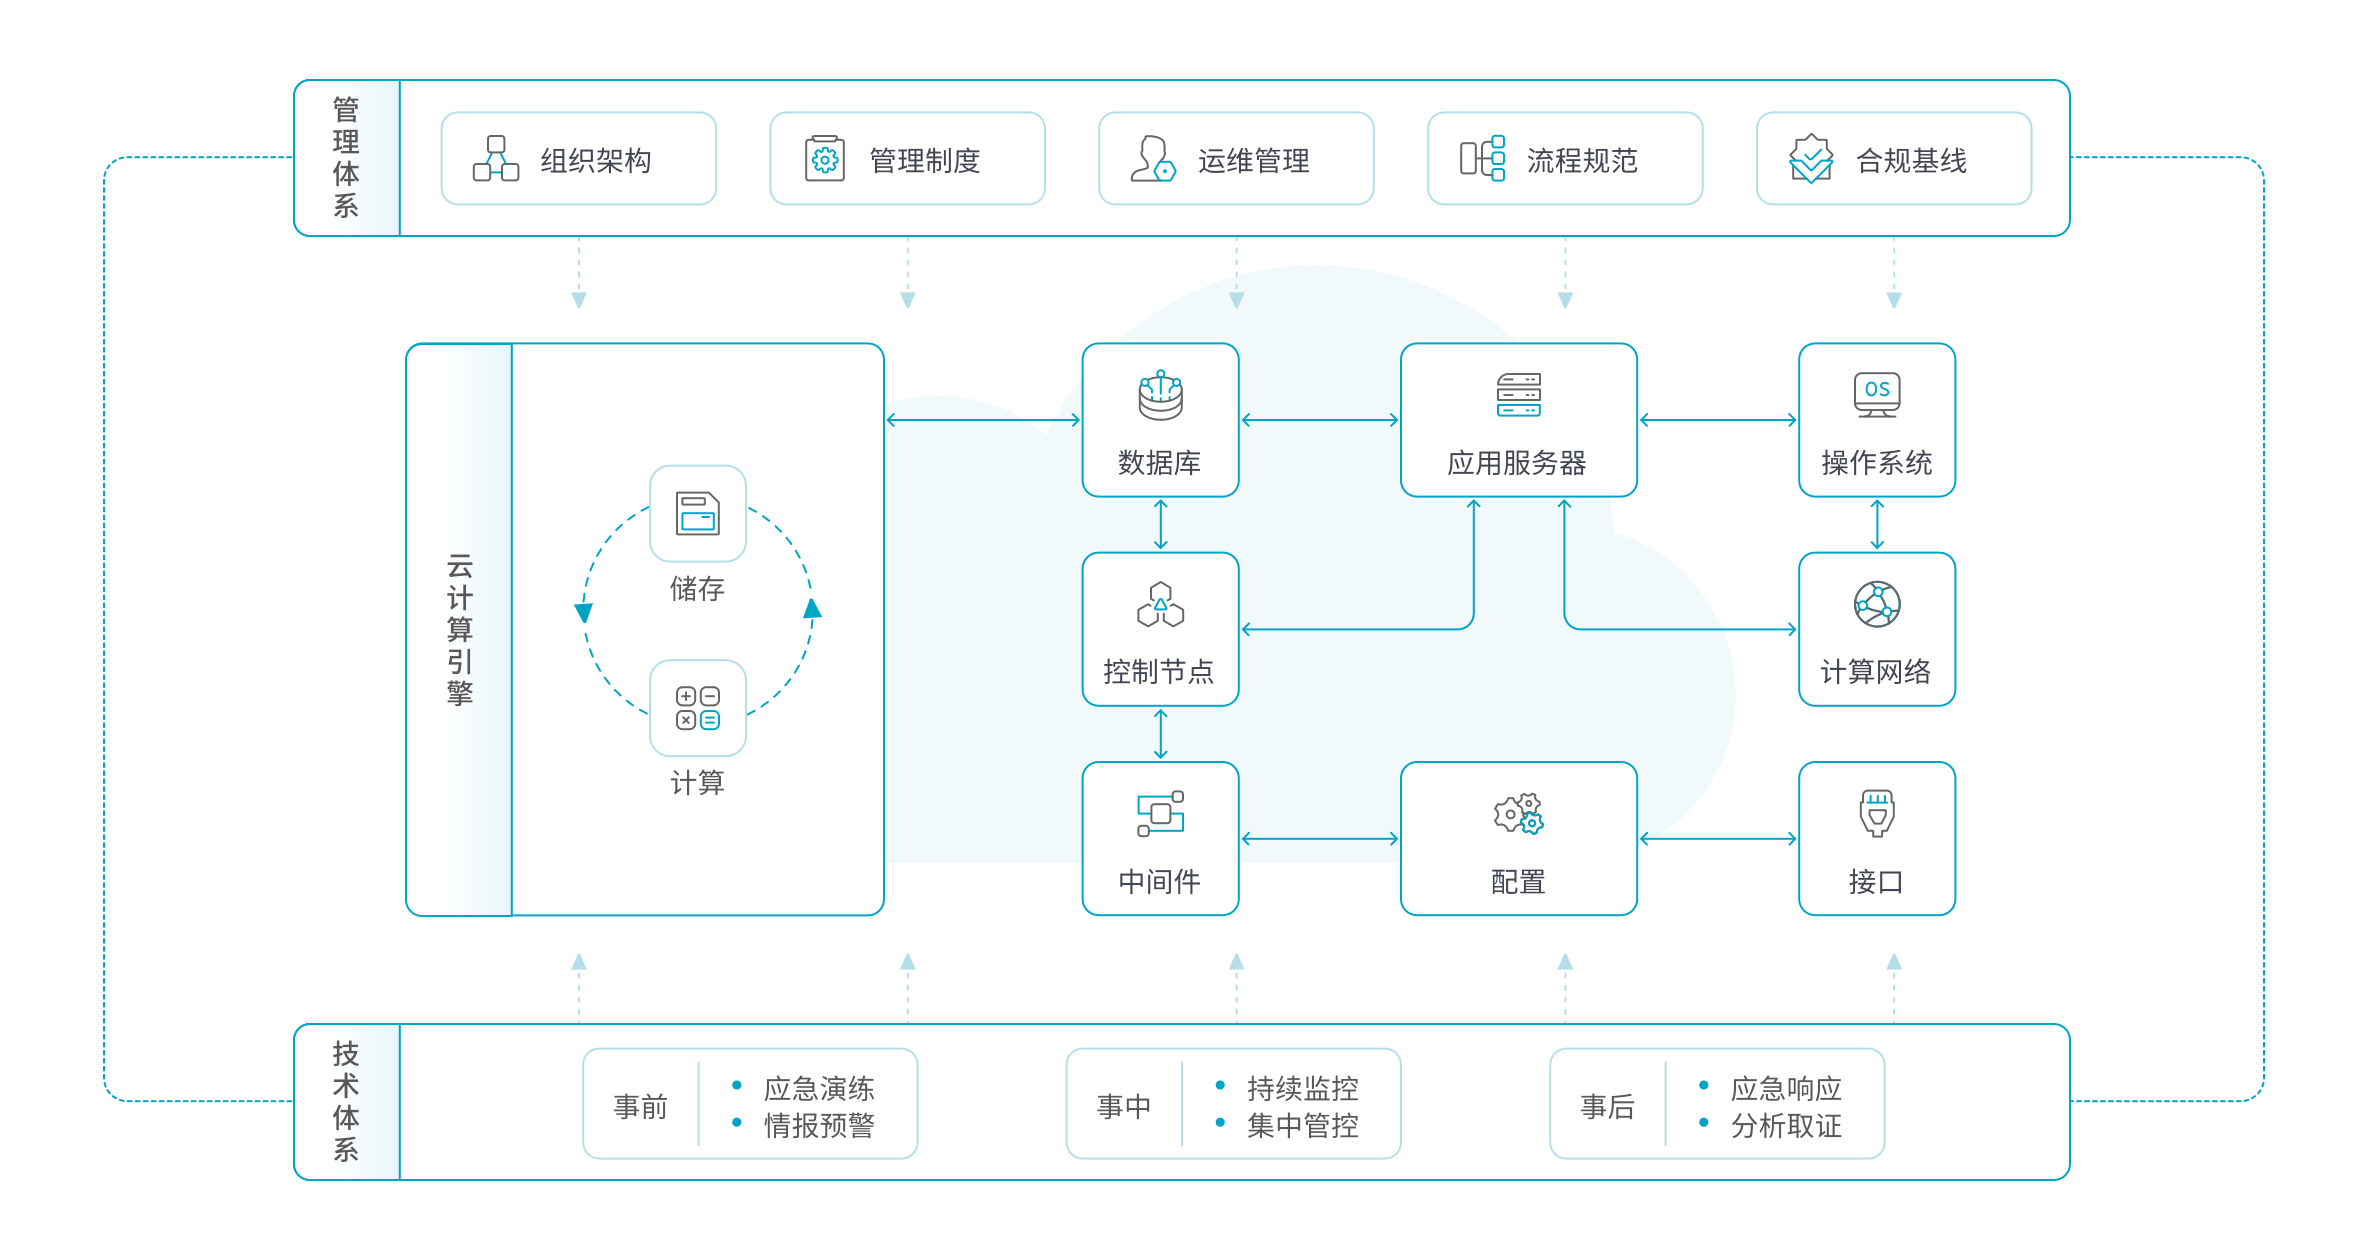 管理体系
组织架构
管理制度
运维管理
流程规范
合规基线
云计算引擎
储存
计算
数据库
应用服务器
OS
操作系统
控制节点
计算网络
中间件
配置
接口
技术体系
事前
应急演练
情报预警
事中
持续监控
集中管控
事后
应急响应
分析取证